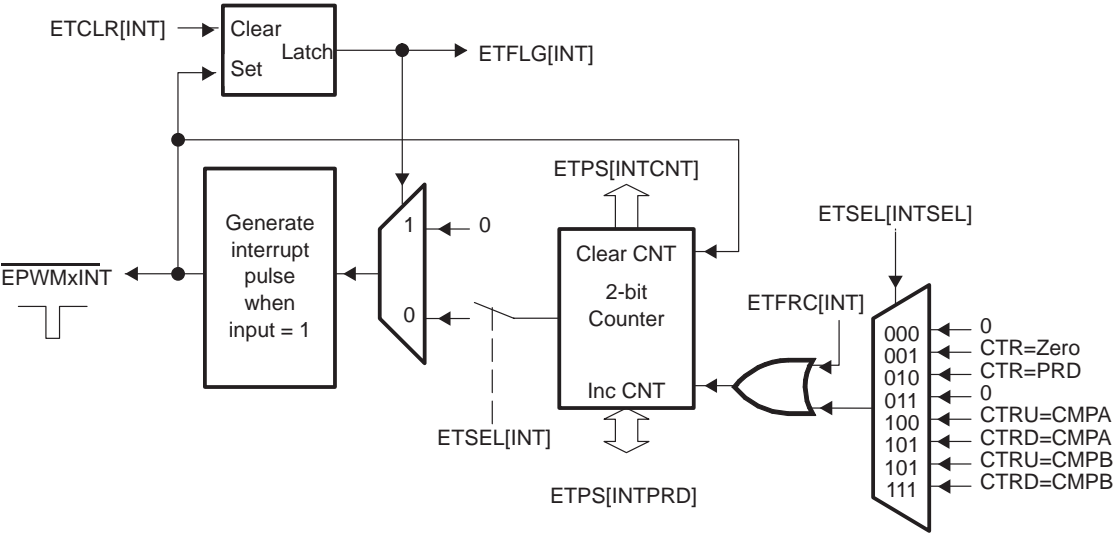 ETCLR[INT]
Clear
Latch
Set
ETFLG[INT]
ETPS[INTCNT]
ETSEL[INTSEL]
Generate
interrupt
pulse
when
input = 1
1
0
0
EPWMxINT
Clear CNT
2-bit
Counter
Inc CNT
ETFRC[INT]
ETSEL[INT]
ETPS[INTPRD]
000
0
001
CTR=Zero
010
CTR=PRD
011
0
100
CTRU=CMPA
101
CTRD=CMPA
101
CTRU=CMPB
111
CTRD=CMPB